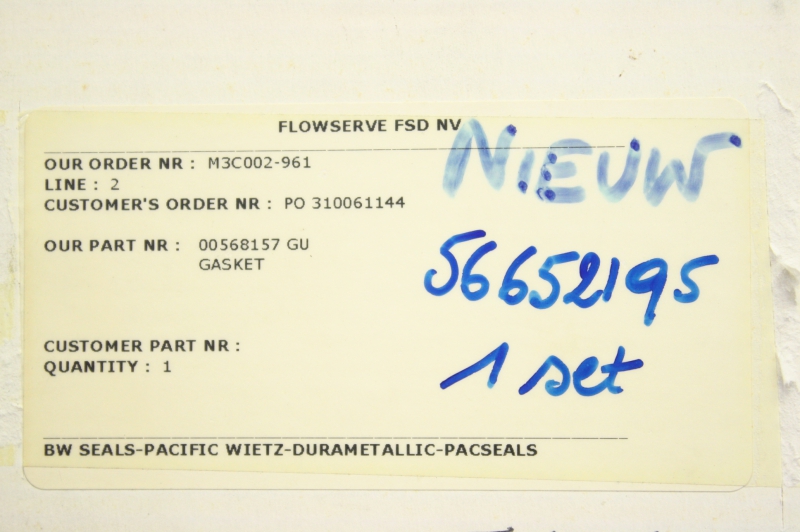 FLOWSERVE FSD NV
NIEUW
OUR ORDER NR : M3C002-961
LINE : 2
CUSTOMER'S ORDER NR : PO 310061144
OUR PART NR : 00568157 GU
GASKET
56652195
CUSTOMER PART NR :
QUANTITY : 1
1 set
BW SEALS-PACIFIC WIETZ-DURAMETALLIC-PACSEALS